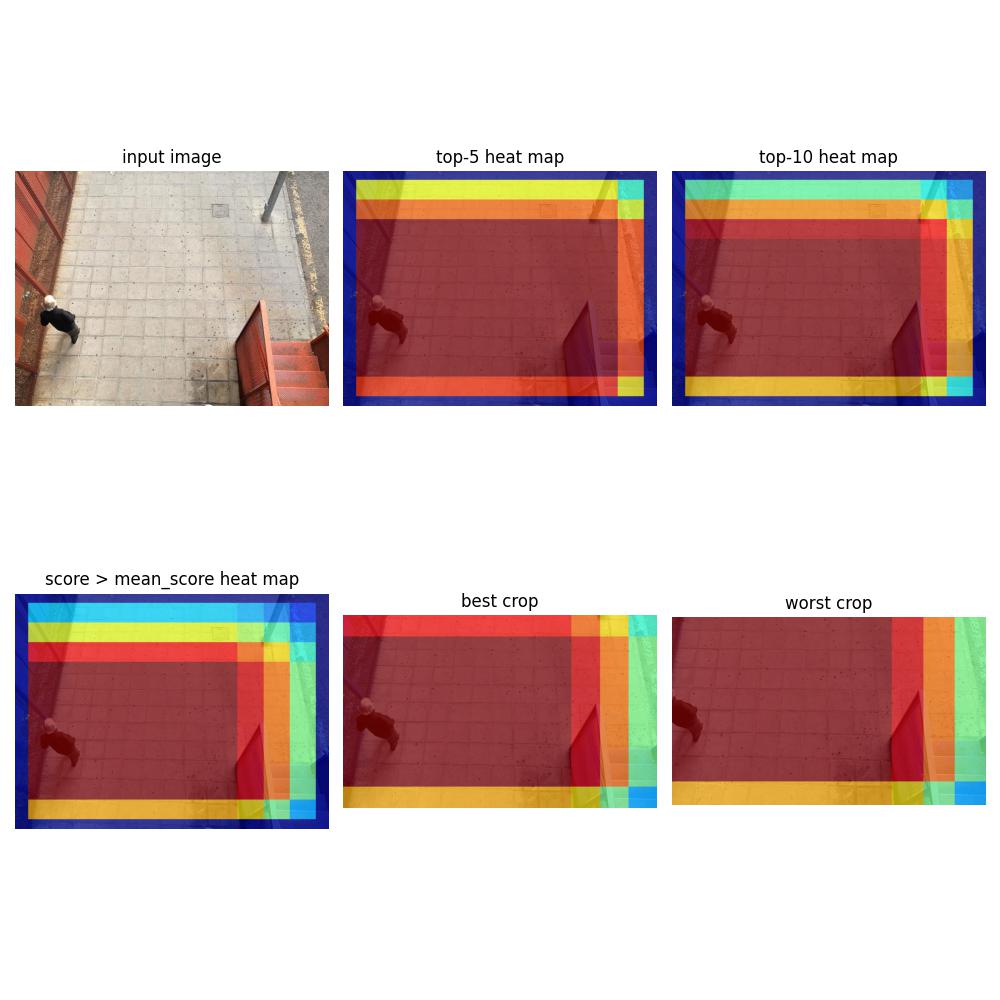 input image
top-5 heat map
top-10 heat map
score > mean_score heat map
best crop
worst crop